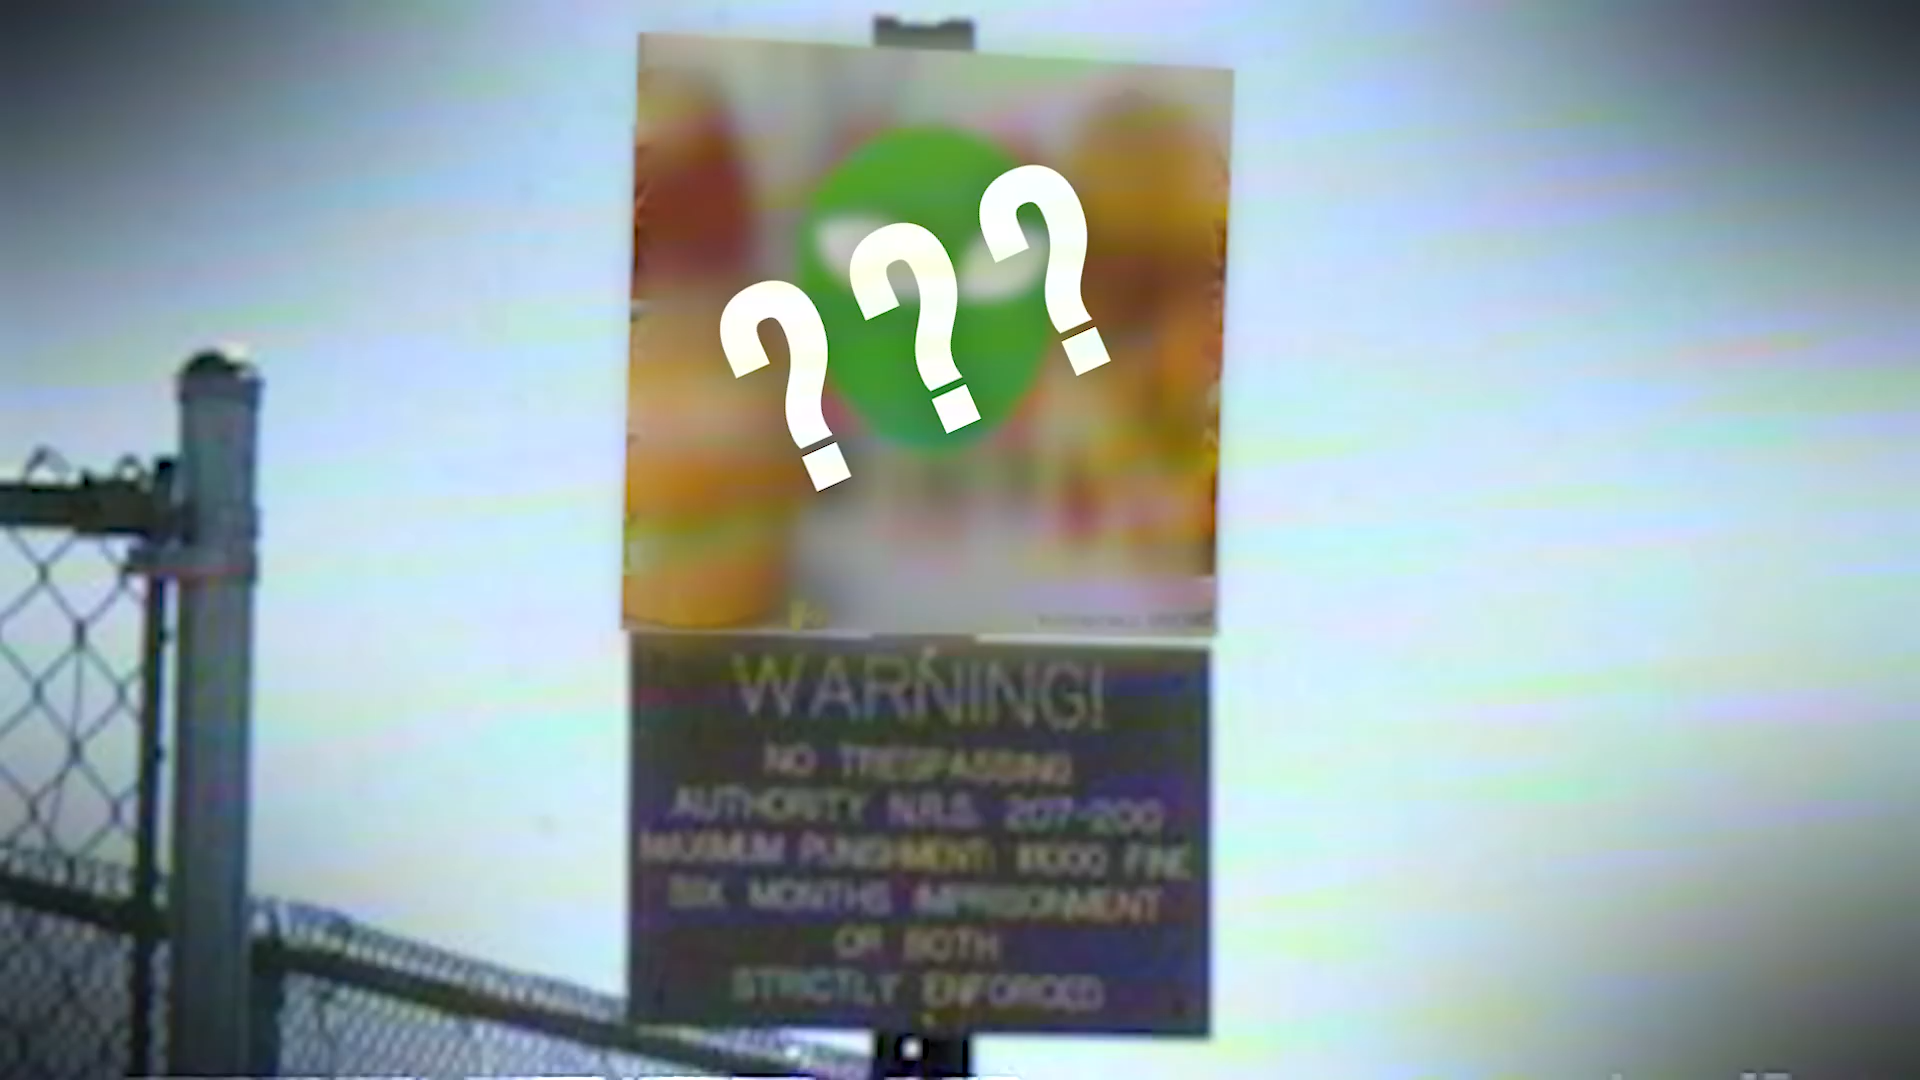 ???
WARNING!
NO TRESPASSING
AUTHORITY N.R.S. 207-200
MAXIMUM PUNISHMENT: $1000 FINE
SIX MONTHS IMPRISONMENT
OR BOTH
STRICTLY ENFORCED